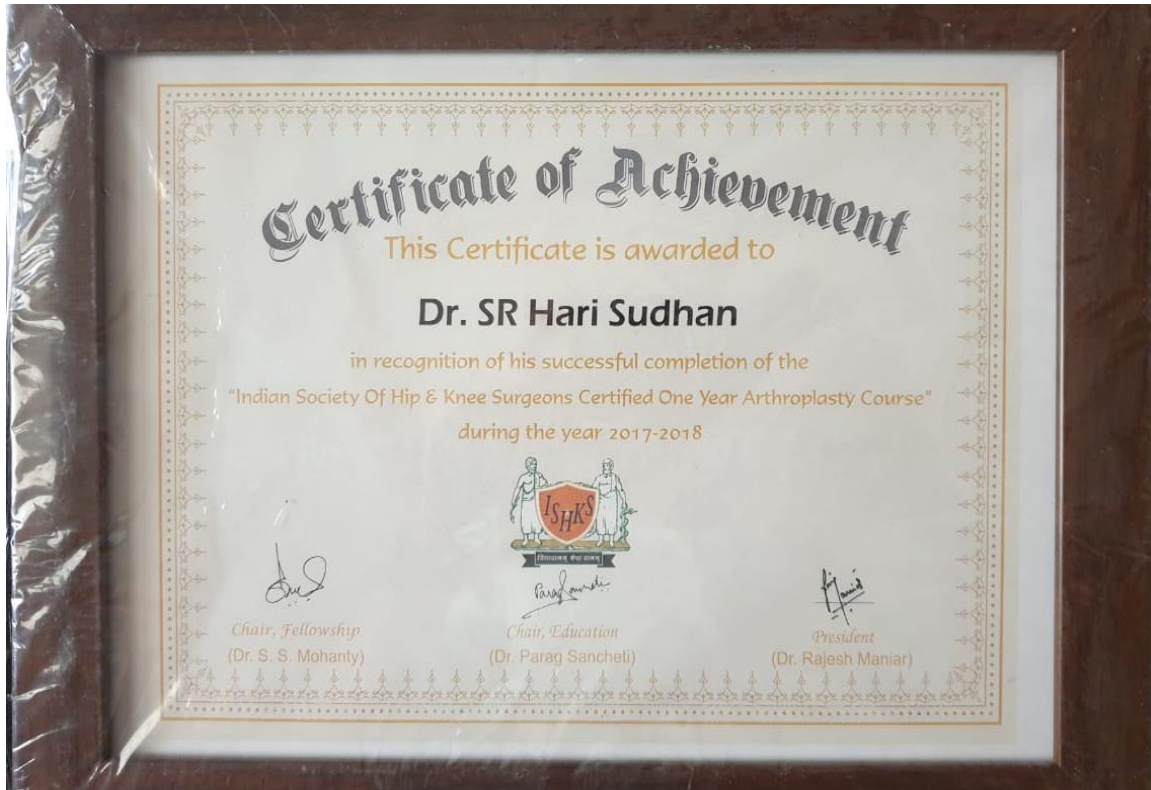 Certificate of Achievement
This Certificate is awarded to
Dr. SR Hari Sudhan
in recognition of his successful completion of the
"Indian Society Of Hip & Knee Surgeons Certified One Year Arthroplasty Course"
during the year 2017-2018
ISHKS
Chair, Fellowship
(Dr. S. S. Mohanty)
Chair, Education
(Dr. Parag Sancheti)
President
(Dr. Rajesh Maniar)